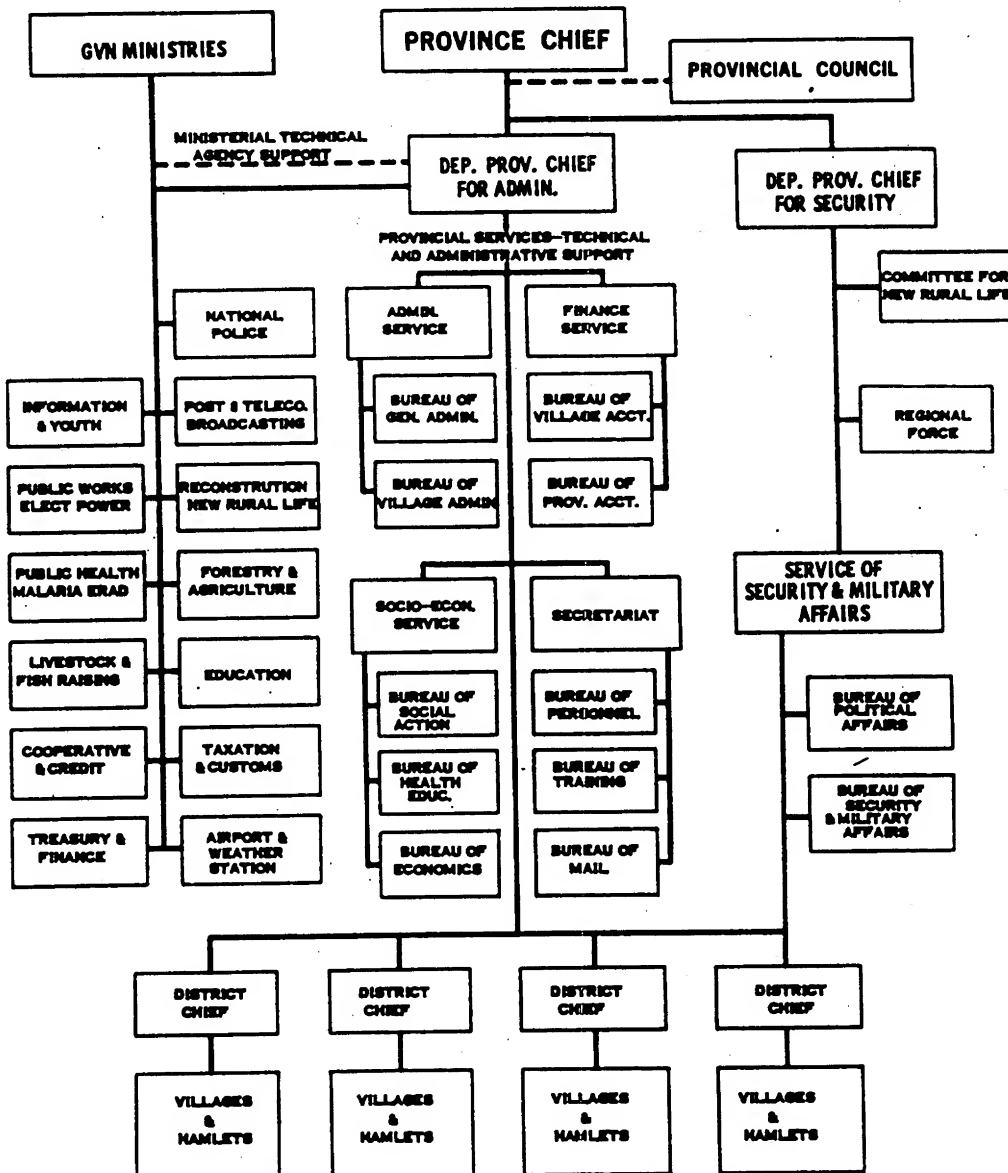 GVN MINISTRIES
PROVINCE CHIEF
PROVINCIAL COUNCIL
MINISTERIAL TECHNICAL
AGENCY SUPPORT
DEP. PROV. CHIEF
FOR ADMIN.
DEP. PROV. CHIEF
FOR SECURITY
PROVINCIAL SERVICES—TECHNICAL
AND ADMINISTRATIVE SUPPORT
COMMITTEE FOR
NEW RURAL LIFE
NATIONAL
POLICE
ADMIN.
SERVICE
FINANCE
SERVICE
INFORMATION
& YOUTH
POST & TELECO.
BROADCASTING
BUREAU OF
GEN. ADMIN.
BUREAU OF
VILLAGE ACCT.
REGIONAL
FORCE
PUBLIC WORKS
ELECT POWER
RECONSTRUTION
NEW RURAL LIFE
BUREAU OF
VILLAGE ADMIN
BUREAU OF
PROV. ACCT.
PUBLIC HEALTH
MALARIA ERAD
FORESTRY &
AGRICULTURE
SOCIO-ECON.
SERVICE
SECRETARIAT
SERVICE OF
SECURITY & MILITARY
AFFAIRS
LIVESTOCK &
FISH RAISING
EDUCATION
BUREAU OF
SOCIAL
ACTION
BUREAU OF
PERSONNEL
BUREAU OF
POLITICAL
AFFAIRS
COOPERATIVE
& CREDIT
TAXATION
& CUSTOMS
BUREAU OF
HEALTH
EDUC.
BUREAU OF
TRAINING
BUREAU OF
SECURITY
& MILITARY
AFFAIRS
TREASURY &
FINANCE
AIRPORT &
WEATHER
STATION
BUREAU OF
ECONOMICS
BUREAU OF
MAIL
DISTRICT
CHIEF
DISTRICT
CHIEF
DISTRICT
CHIEF
DISTRICT
CHIEF
VILLAGES
&
HAMLETS
VILLAGES
&
HAMLETS
VILLAGES
&
HAMLETS
VILLAGES
&
HAMLETS